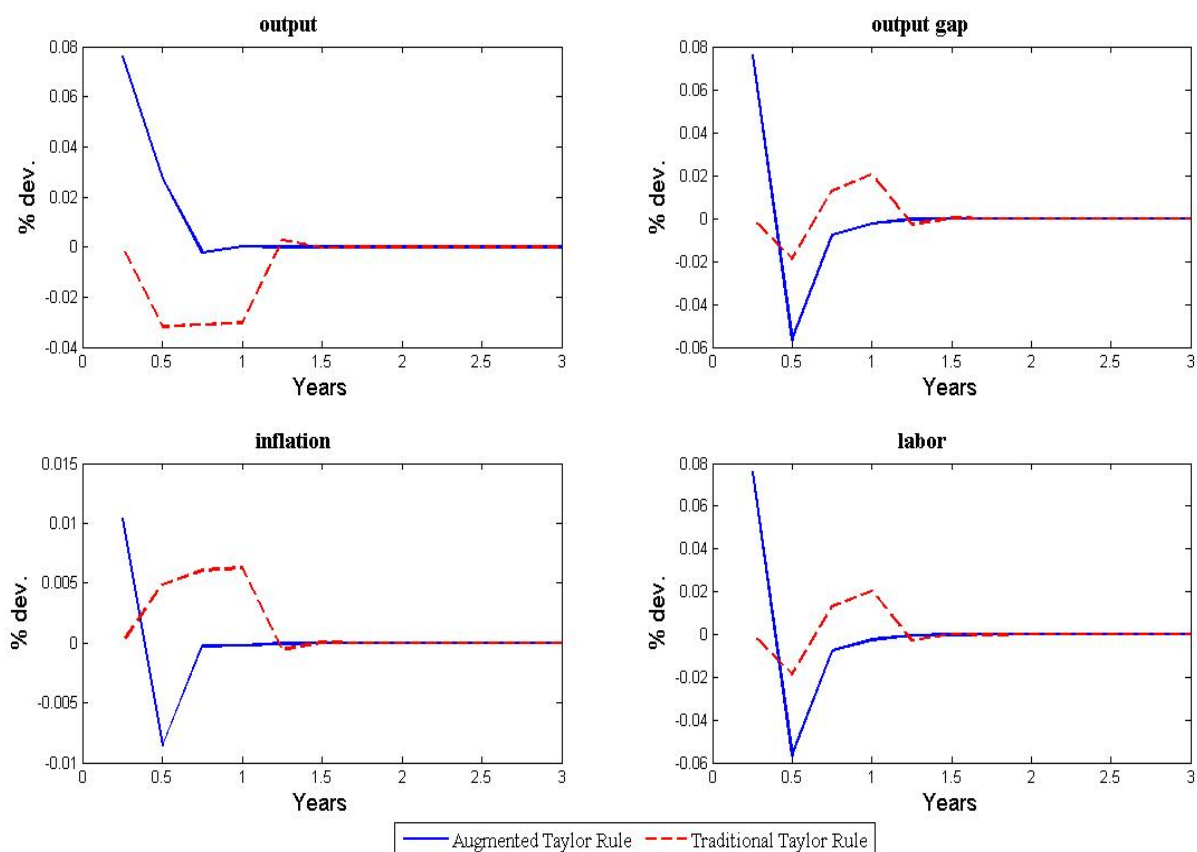 output
0.08
0.06
0.04
0.02
0
-0.02
-0.04
% dev.
0 0.5 1 1.5 2 2.5 3
Years
output gap
0.08
0.06
0.04
0.02
0
-0.02
-0.04
-0.06
% dev.
0 0.5 1 1.5 2 2.5 3
Years
inflation
0.015
0.01
0.005
0
-0.005
-0.01
% dev.
0 0.5 1 1.5 2 2.5 3
Years
labor
0.08
0.06
0.04
0.02
0
-0.02
-0.04
-0.06
% dev.
0 0.5 1 1.5 2 2.5 3
Years
Augmented Taylor Rule Traditional Taylor Rule